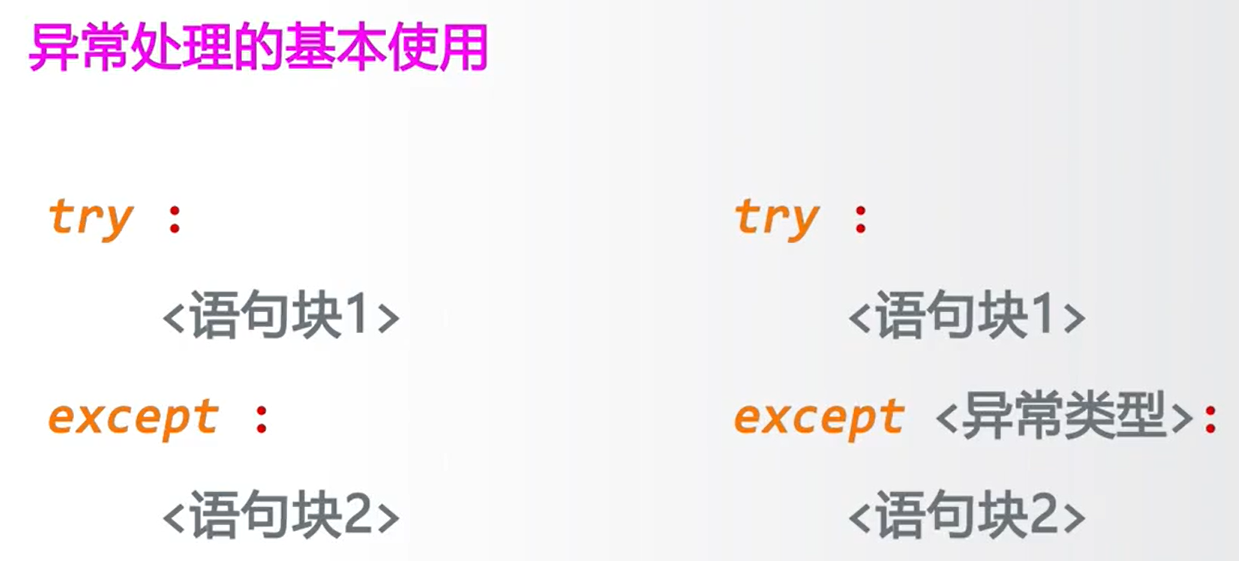 异常处理的基本使用
try :
<语句块1>
except :
<语句块2>
try :
<语句块1>
except <异常类型>:
<语句块2>